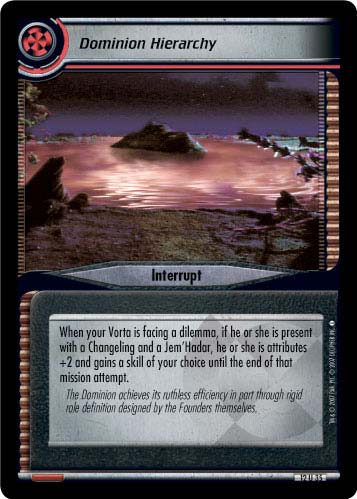 Dominion Hierarchy
Interrupt
When your Vorta is facing a dilemma, if he or she is present
with a Changeling and a Jem'Hadar, he or she is attributes
+2 and gains a skill of your choice until the end of that
mission attempt.
The Dominion achieves its ruthless efficiency in part through rigid
role definition designed by the Founders themselves.
12 U 35